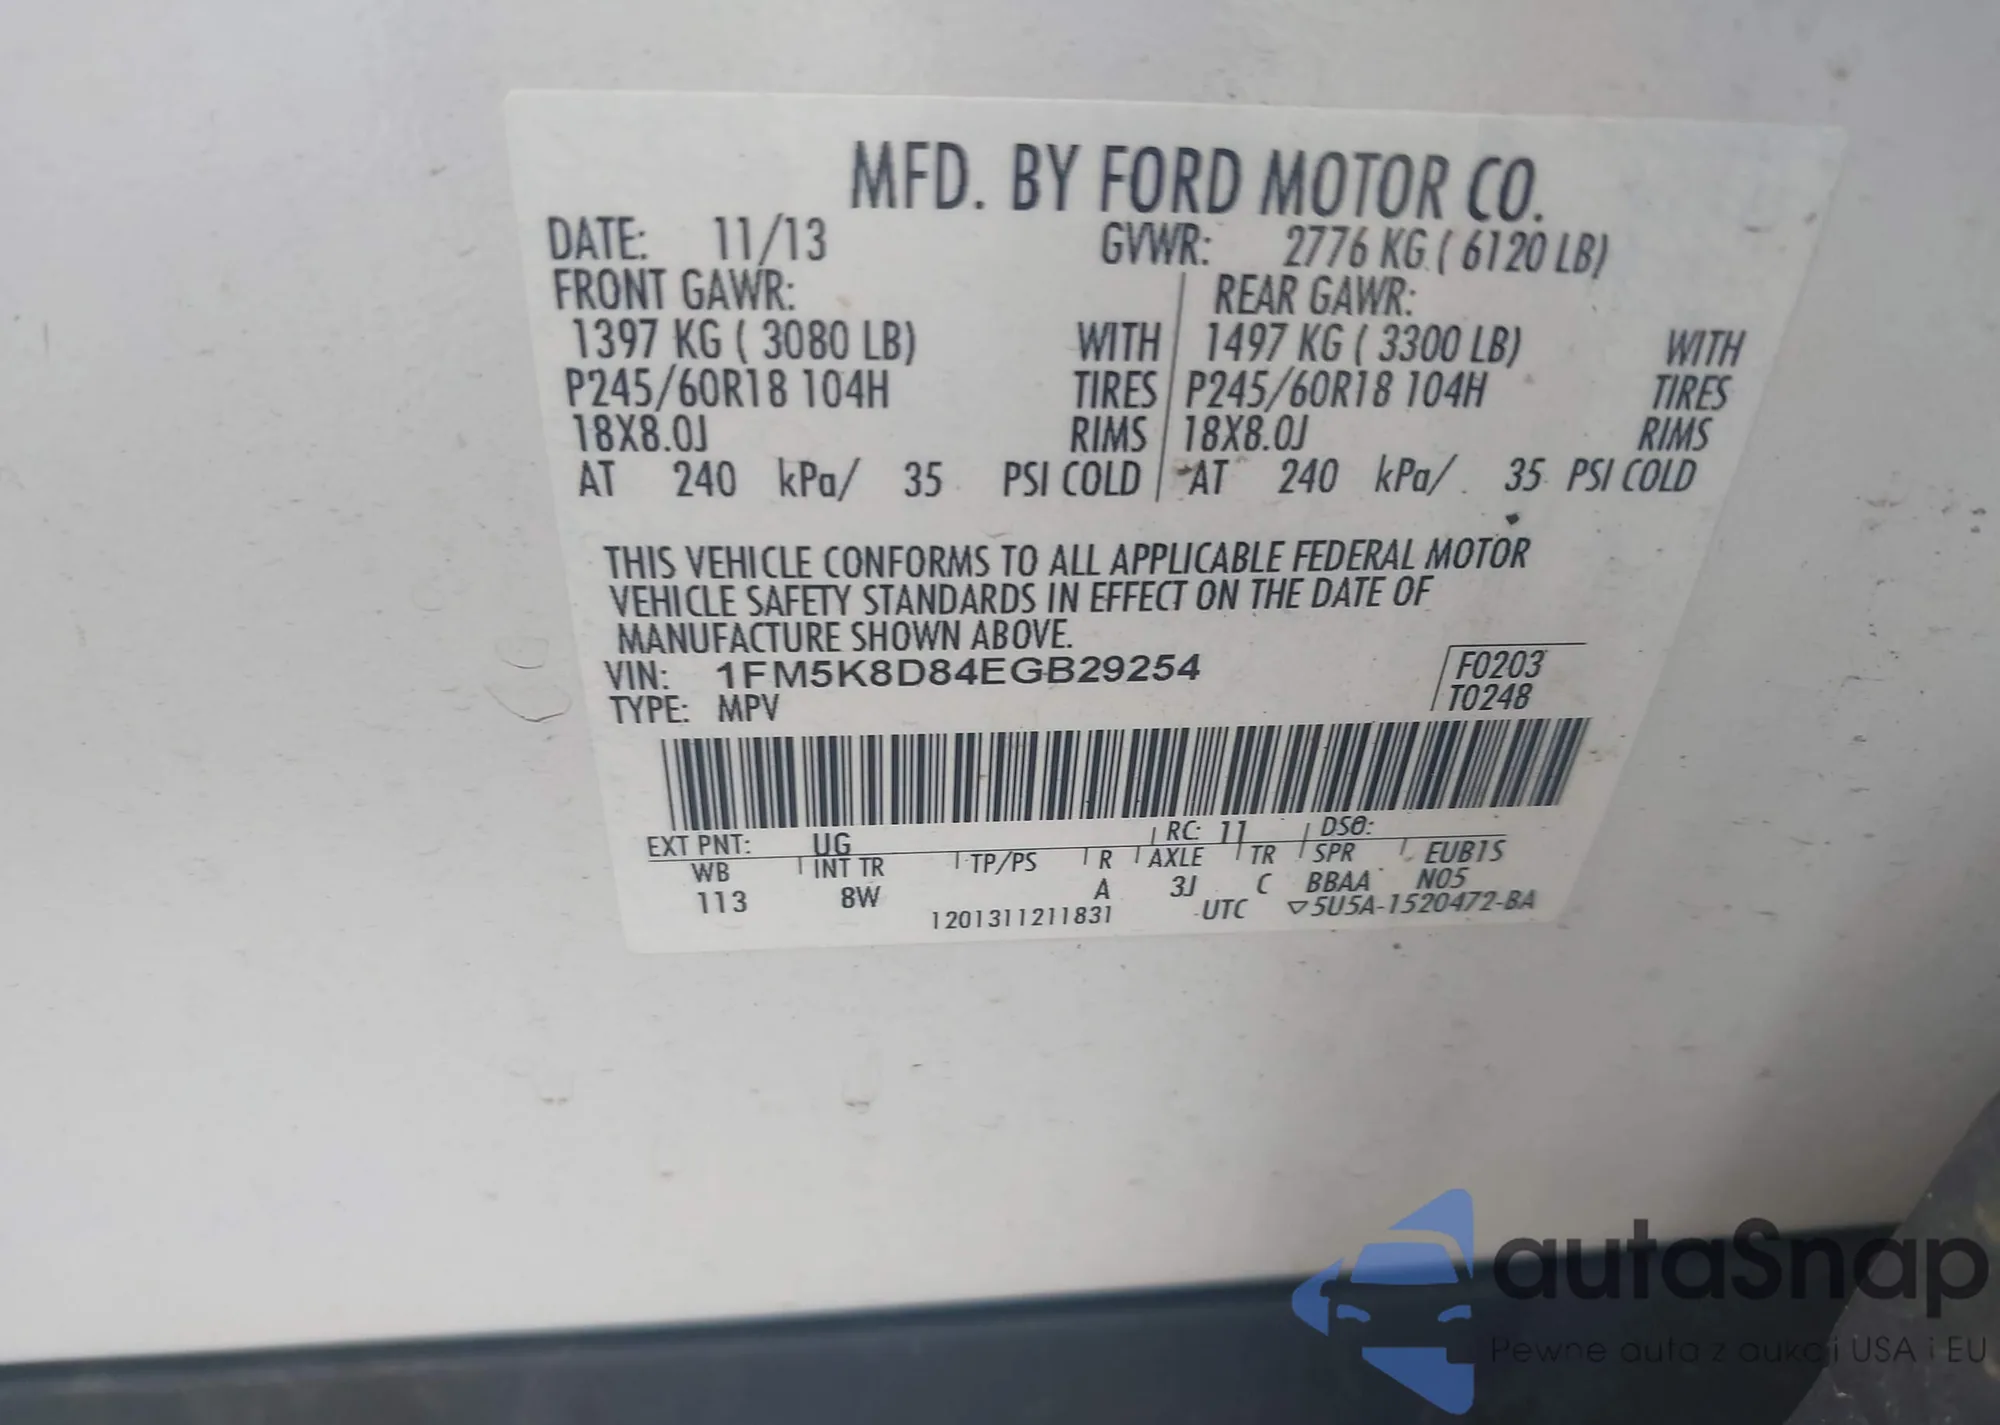 MFD. BY FORD MOTOR CO.
DATE: 11/13 GVWR: 2776 KG ( 6120 LB)
FRONT GAWR: REAR GAWR:
1397 KG ( 3080 LB) WITH 1497 KG ( 3300 LB) WITH
P245/60R18 104H TIRES P245/60R18 104H TIRES
18X8.0J RIMS 18X8.0J RIMS
AT 240 kPa/ 35 PSI COLD AT 240 kPa/ 35 PSI COLD
THIS VEHICLE CONFORMS TO ALL APPLICABLE FEDERAL MOTOR
VEHICLE SAFETY STANDARDS IN EFFECT ON THE DATE OF
MANUFACTURE SHOWN ABOVE.
VIN: 1FM5K8D84EGB29254 F0203
TYPE: MPV T0248
EXT PNT: UG RC: 11 DSO:
WB INT TR TP/PS R AXLE TR SPR EUB1S
113 8W A 3J C BBAA N05
1201311211831 UTC ▽5U5A-1520472-BA
autaSnap
Pewne auta z aukcji USA i EU